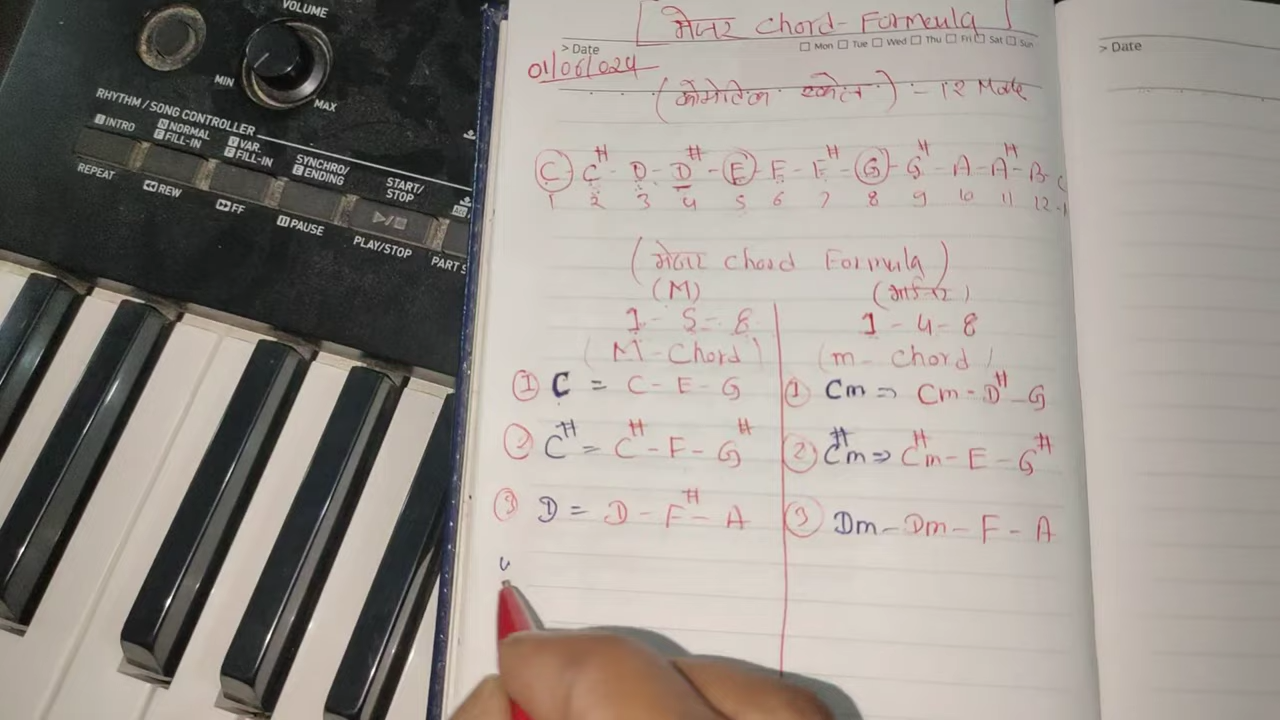 VOLUME
MIN
MAX
RHYTHM / SONG CONTROLLER
I INTRO
N NORMAL
F FILL-IN
V VAR.
F FILL-IN
SYNCHRO/
E ENDING
START/
STOP
REPEAT
REW
FF
PAUSE
PLAY/STOP
PART S
मेजर Chord-Formula
> Date
Mon Tue Wed Thu Fri Sat Sun
01/06/024
> Date
C - C# - D - D# - E - F - F# - G - G# - A - A# - B - C
1 2 3 4 5 6 7 8 9 10 11 12
(मेजर Chord Formula)
(M)
1 - 5 - 8
1 - 4 - 8
(M-Chord)
(m- chord)
① C = C - E - G
① Cm => Cm - D# - G
② C# = C# - F - G#
② C#m => C#m - E - G#
③ D = D - F# - A
③ Dm - Dm - F - A